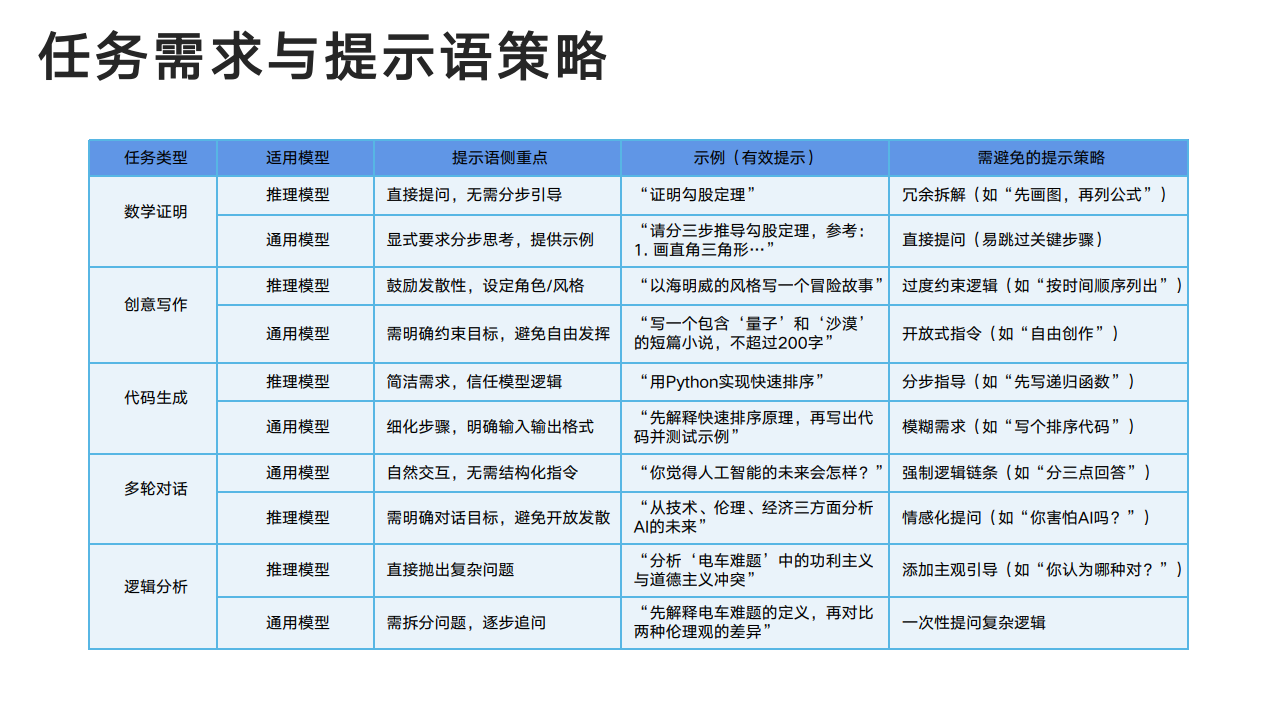 任务需求与提示语策略
任务类型 适用模型 提示语侧重点 示例（有效提示） 需避免的提示策略
数学证明
推理模型 直接提问，无需分步引导 “证明勾股定理” 冗余拆解（如“先画图，再列公式”）
通用模型 显式要求分步思考，提供示例 “请分三步推导勾股定理，参考：
1. 画直角三角形…” 直接提问（易跳过关键步骤）
创意写作
推理模型 鼓励发散性，设定角色/风格 “以海明威的风格写一个冒险故事” 过度约束逻辑（如“按时间顺序列出”）
通用模型 需明确约束目标，避免自由发挥 “写一个包含‘量子’和‘沙漠’
的短篇小说，不超过200字” 开放式指令（如“自由创作”）
代码生成
推理模型 简洁需求，信任模型逻辑 “用Python实现快速排序” 分步指导（如“先写递归函数”）
通用模型 细化步骤，明确输入输出格式 “先解释快速排序原理，再写出代
码并测试示例” 模糊需求（如“写个排序代码”）
多轮对话
通用模型 自然交互，无需结构化指令 “你觉得人工智能的未来会怎样？” 强制逻辑链条（如“分三点回答”）
推理模型 需明确对话目标，避免开放发散 “从技术、伦理、经济三方面分析
AI的未来” 情感化提问（如“你害怕AI吗？”）
逻辑分析
推理模型 直接抛出复杂问题 “分析‘电车难题’中的功利主义
与道德主义冲突” 添加主观引导（如“你认为哪种对？”）
通用模型 需拆分问题，逐步追问 “先解释电车难题的定义，再对比
两种伦理观的差异” 一次性提问复杂逻辑